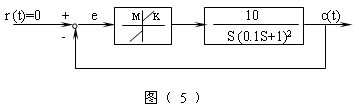 r(t)=0 + e M K 10 c(t)
- S(0.1S+1)²
图 ( 5 )